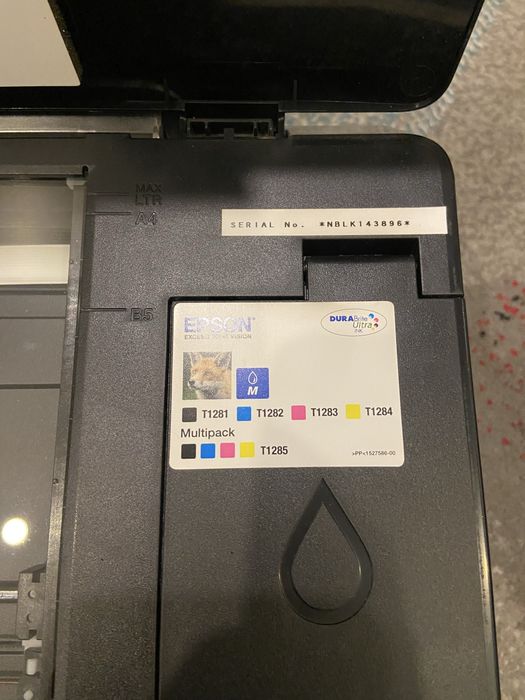 MAX
LTR
A4
SERIAL No. *NBLK143896*
B5
EPSON
EXCEED YOUR VISION
DURABrite
Ultra
INK
M
T1281 T1282 T1283 T1284
Multipack
T1285
>PP<1527586-00